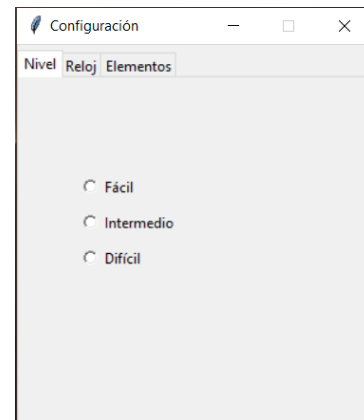 Configuración
Nivel Reloj Elementos
Fácil
Intermedio
Difícil